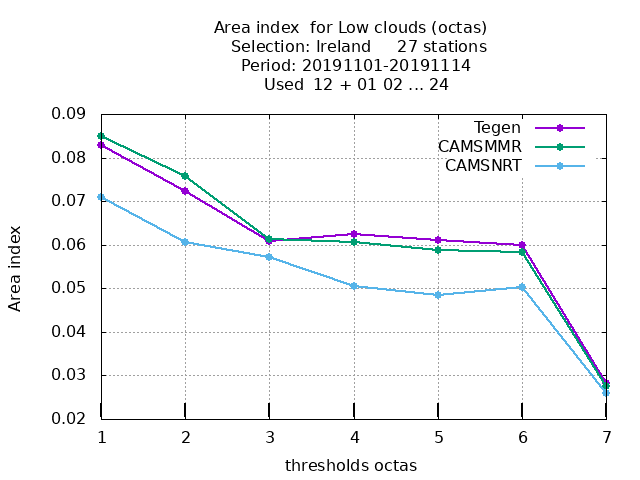 Area index  for Low clouds (octas)
Selection: Ireland     27 stations
Period: 20191101-20191114
Used  12 + 01 02 ... 24
Tegen
CAMSMMR
CAMSNRT
0.09
0.08
0.07
0.06
0.05
0.04
0.03
0.02
Area index
1 2 3 4 5 6 7
thresholds octas